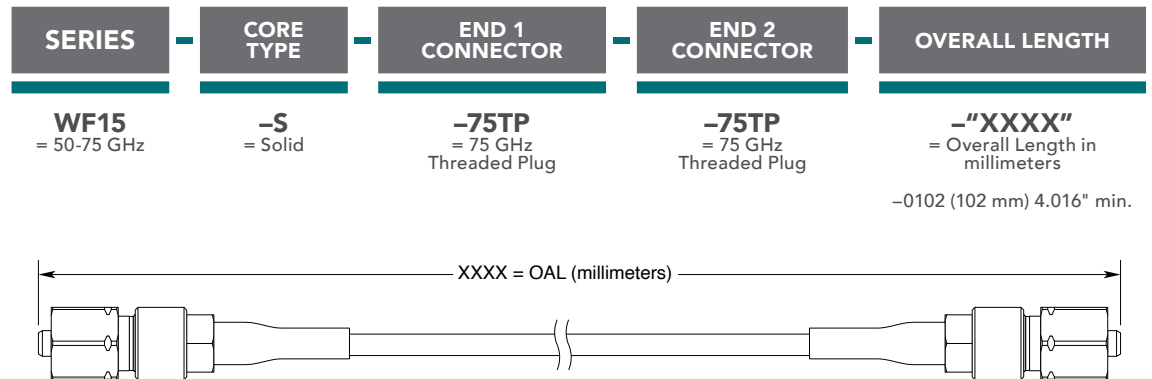 SERIES – CORE TYPE – END 1 CONNECTOR – END 2 CONNECTOR – OVERALL LENGTH
WF15
= 50-75 GHz
–S
= Solid
–75TP
= 75 GHz
Threaded Plug
–75TP
= 75 GHz
Threaded Plug
–"XXXX"
= Overall Length in
millimeters
–0102 (102 mm) 4.016" min.
XXXX = OAL (millimeters)